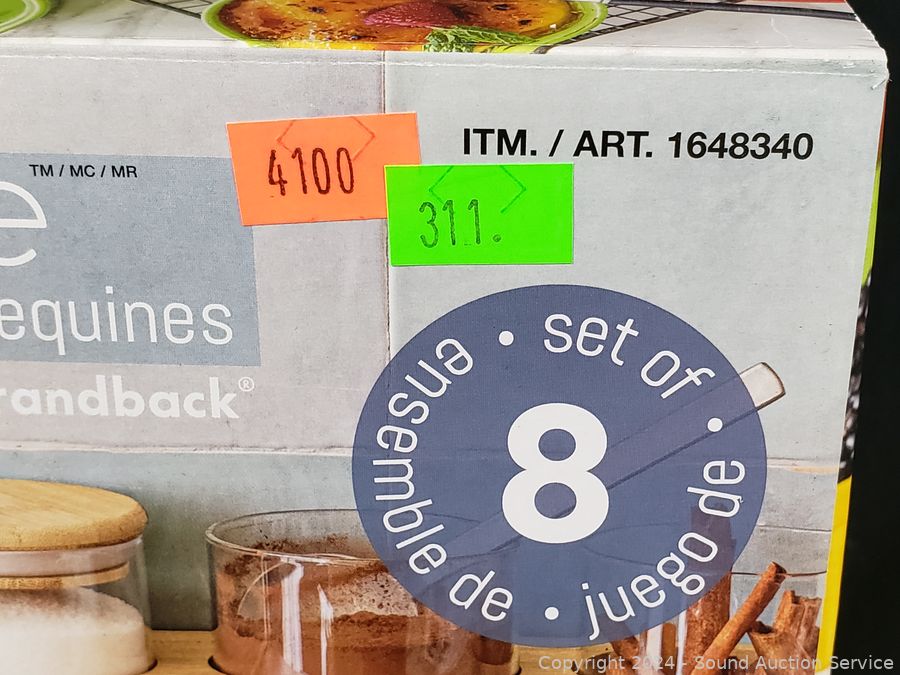 ITM. / ART. 1648340
TM / MC / MR
4100
311.
e
equines
randback®
set of
8
ensemble de
juego de
Copyright 2024 - Sound Auction Service